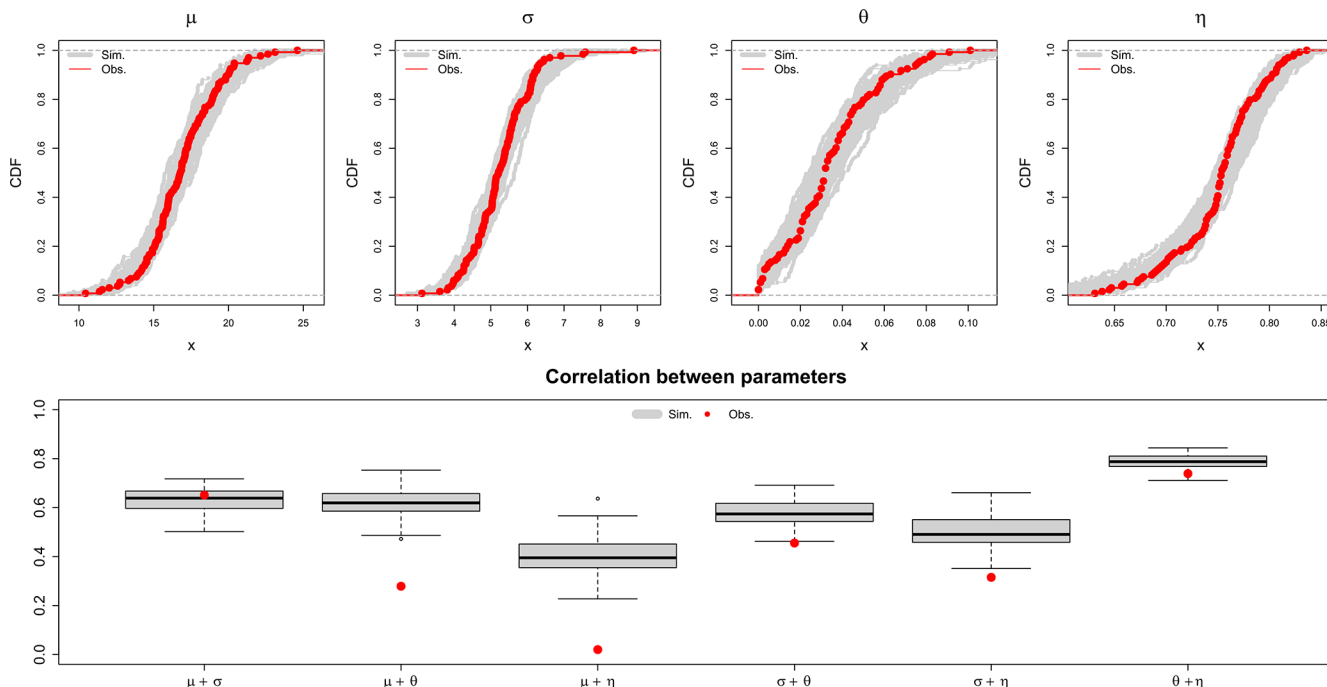 μ
Sim.
Obs.
CDF
0.0 0.2 0.4 0.6 0.8 1.0
10 15 20 25
x
σ
Sim.
Obs.
CDF
0.0 0.2 0.4 0.6 0.8 1.0
3 4 5 6 7 8 9
x
θ
Sim.
Obs.
CDF
0.0 0.2 0.4 0.6 0.8 1.0
0.00 0.02 0.04 0.06 0.08 0.10
x
η
Sim.
Obs.
CDF
0.0 0.2 0.4 0.6 0.8 1.0
0.65 0.70 0.75 0.80 0.85
x
Correlation between parameters
Sim. Obs.
0.0 0.2 0.4 0.6 0.8 1.0
μ + σ μ + θ μ + η σ + θ σ + η θ + η